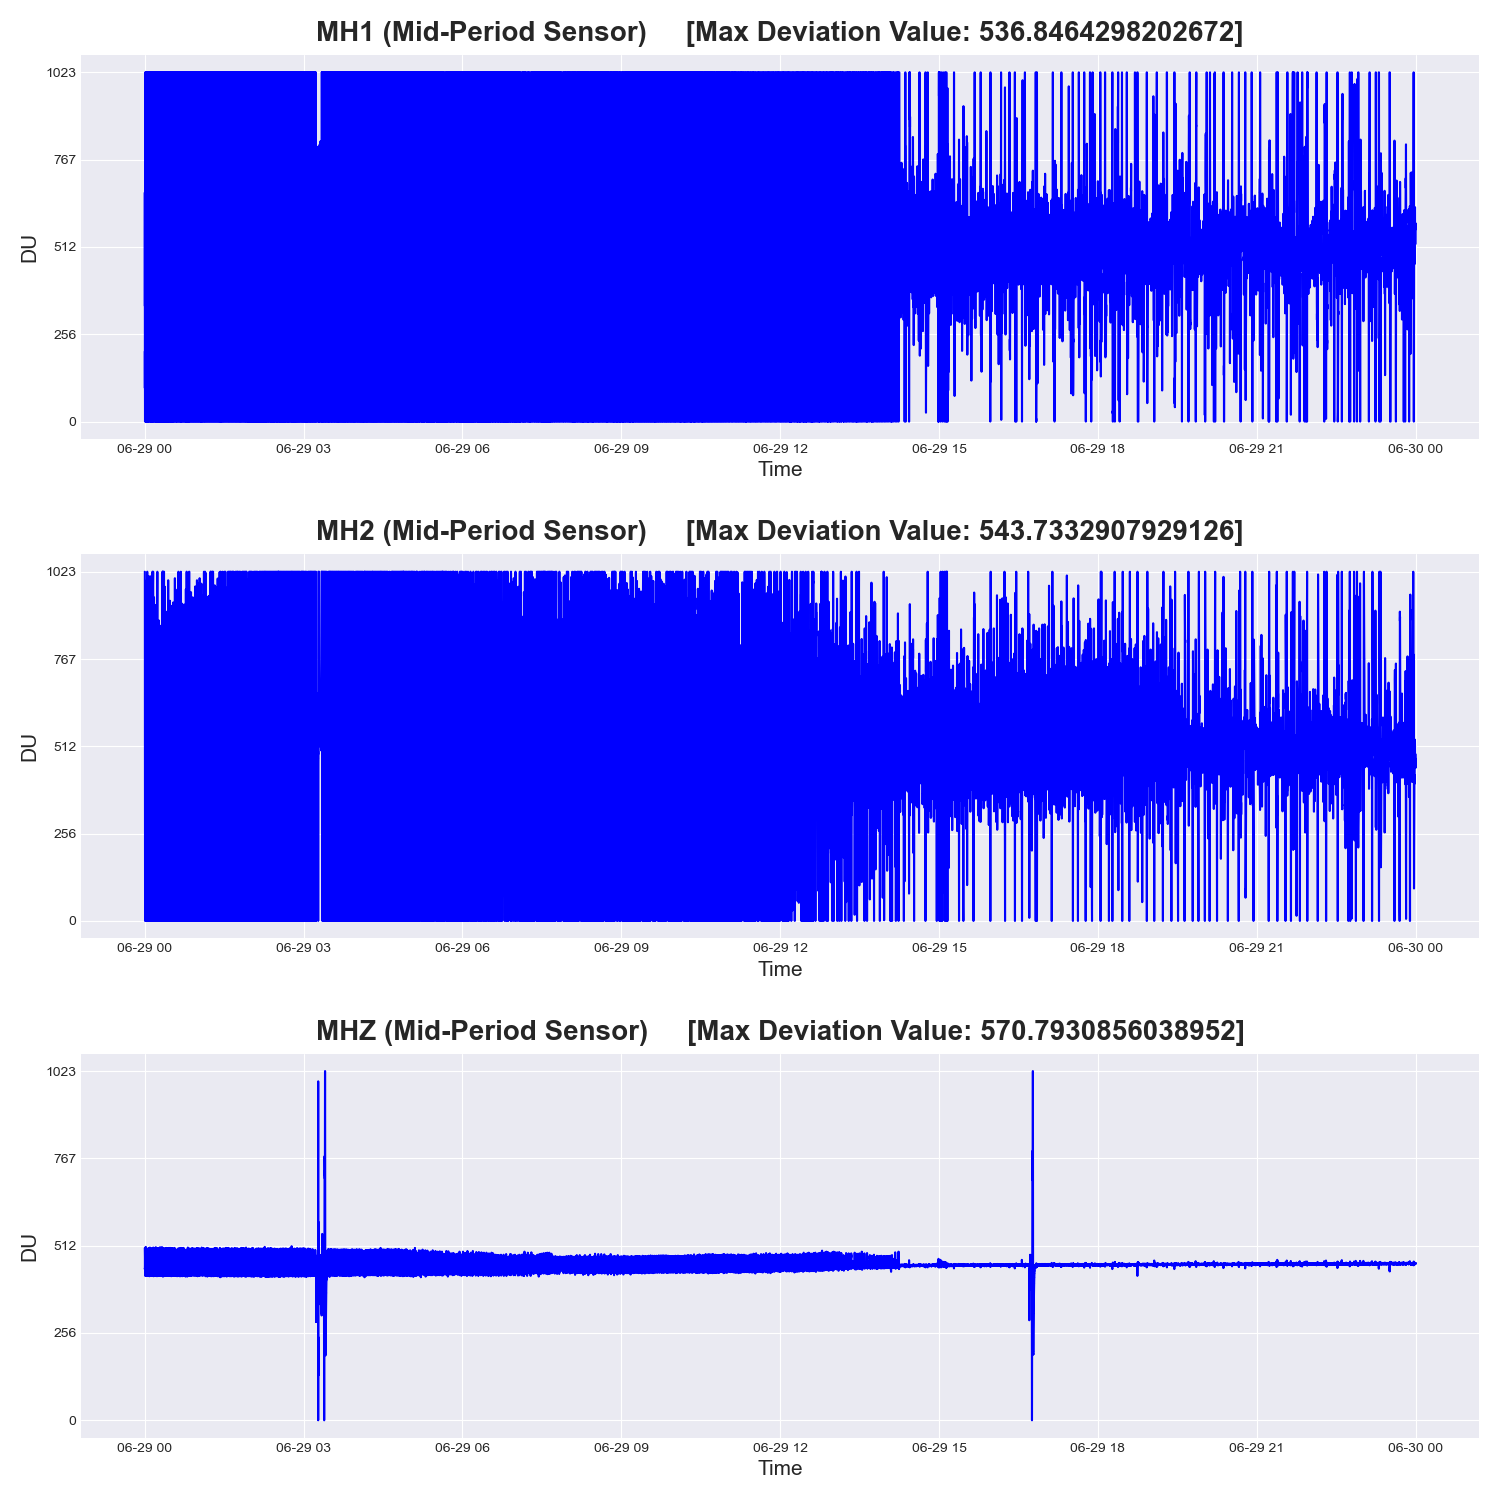 MH1 (Mid-Period Sensor) [Max Deviation Value: 536.8464298202672]
1023
767
512
256
0
DU
06-29 00 06-29 03 06-29 06 06-29 09 06-29 12 06-29 15 06-29 18 06-29 21 06-30 00
Time
MH2 (Mid-Period Sensor) [Max Deviation Value: 543.7332907929126]
1023
767
512
256
0
DU
06-29 00 06-29 03 06-29 06 06-29 09 06-29 12 06-29 15 06-29 18 06-29 21 06-30 00
Time
MHZ (Mid-Period Sensor) [Max Deviation Value: 570.7930856038952]
1023
767
512
256
0
DU
06-29 00 06-29 03 06-29 06 06-29 09 06-29 12 06-29 15 06-29 18 06-29 21 06-30 00
Time